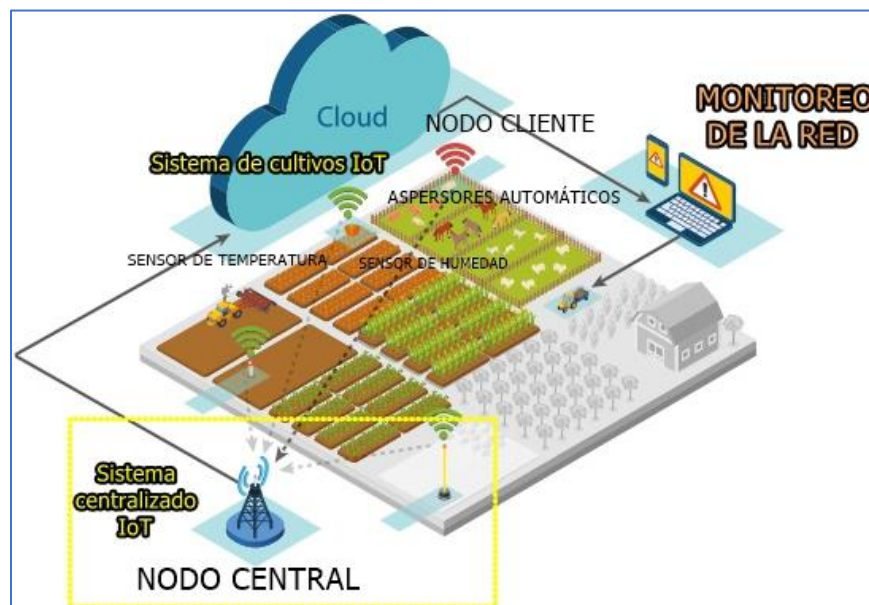 Cloud
NODO CLIENTE
MONITOREO
DE LA RED
Sistema de cultivos IoT
ASPERSORES AUTOMÁTICOS
SENSOR DE TEMPERATURA
SENSOR DE HUMEDAD
Sistema
centralizado
IoT
NODO CENTRAL